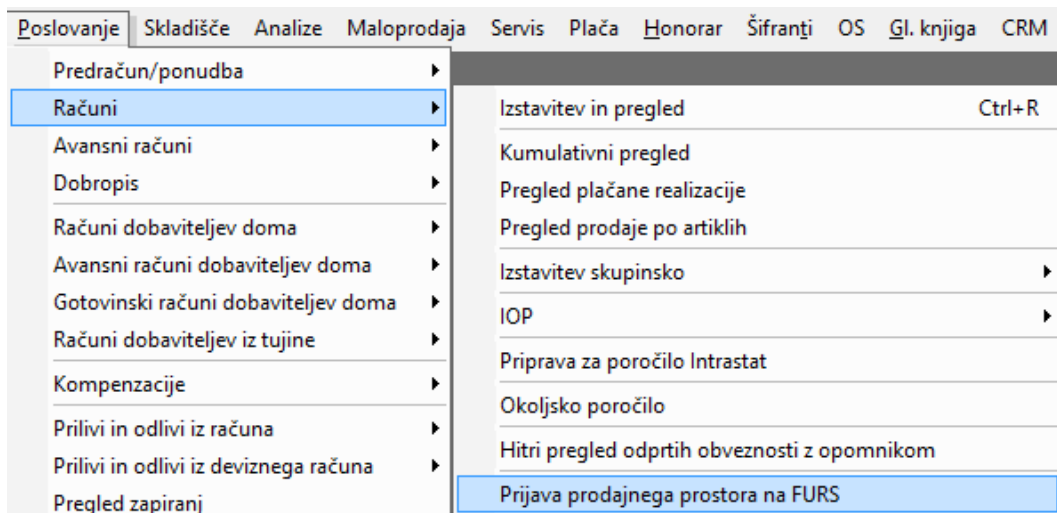 Poslovanje Skladišče Analize Maloprodaja Servis Plača Honorar Šifranti OS Gl. knjiga CRM
Predračun/ponudba
Računi
Avansni računi
Dobropis
Računi dobaviteljev doma
Avansni računi dobaviteljev doma
Gotovinski računi dobaviteljev doma
Računi dobaviteljev iz tujine
Kompenzacije
Prilivi in odlivi iz računa
Prilivi in odlivi iz deviznega računa
Pregled zapiranj
Izstavitev in pregled Ctrl+R
Kumulativni pregled
Pregled plačane realizacije
Pregled prodaje po artiklih
Izstavitev skupinsko
IOP
Priprava za poročilo Intrastat
Okoljsko poročilo
Hitri pregled odprtih obveznosti z opomnikom
Prijava prodajnega prostora na FURS